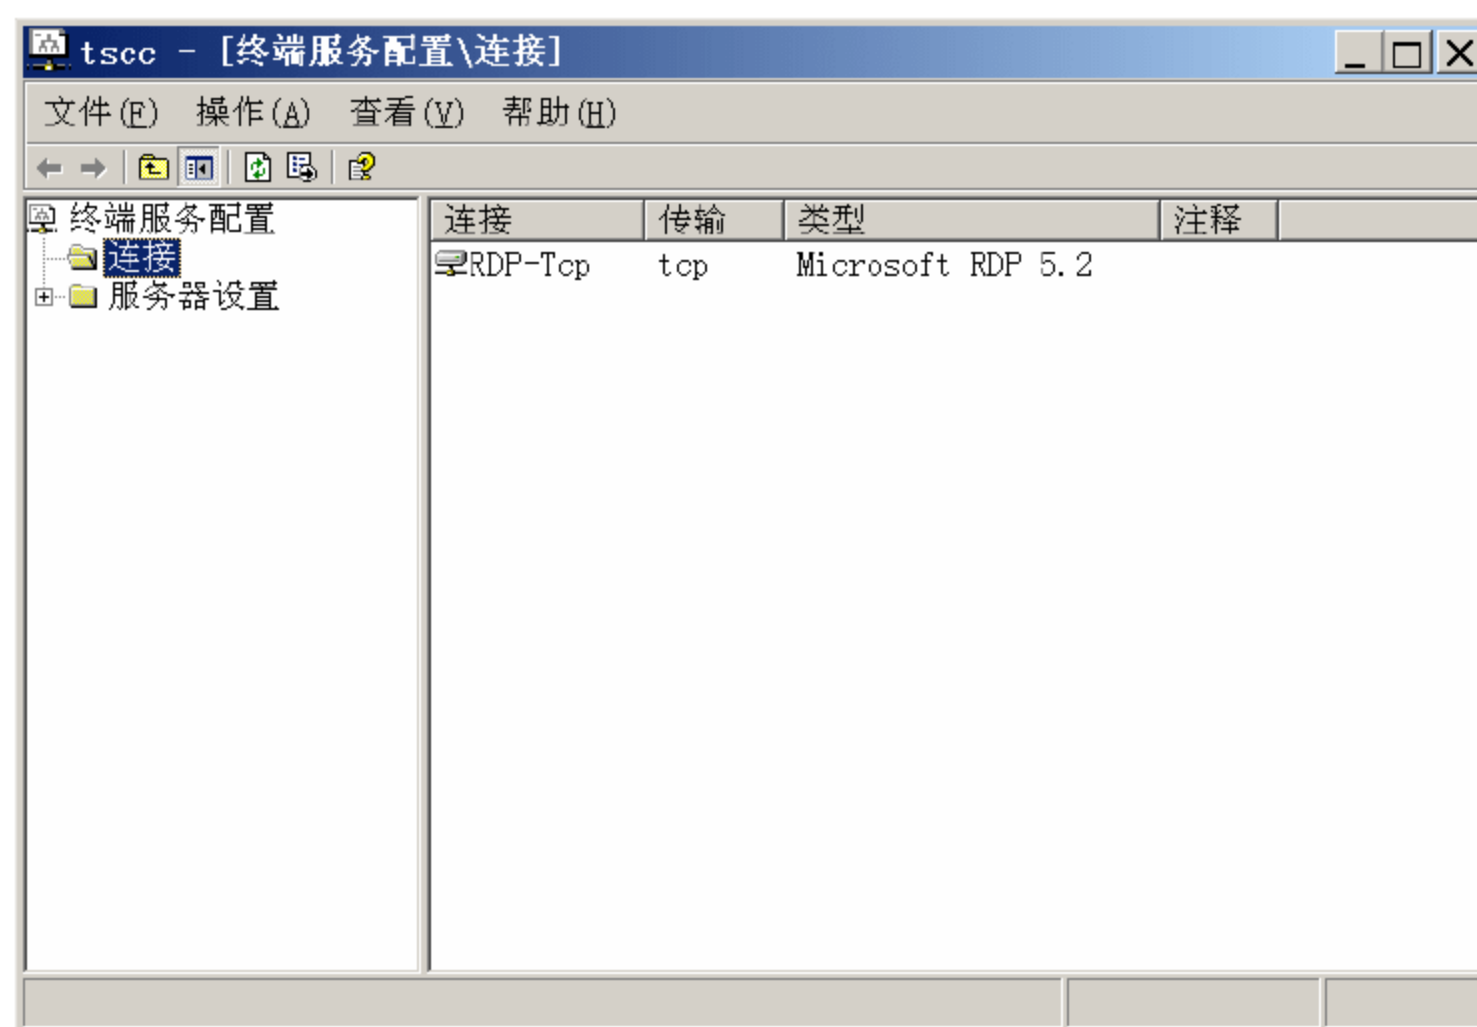 tscc - [终端服务配置\连接]
文件(F) 操作(A) 查看(V) 帮助(H)
终端服务配置
连接
服务器设置
连接 传输 类型 注释
RDP-Tcp tcp Microsoft RDP 5.2